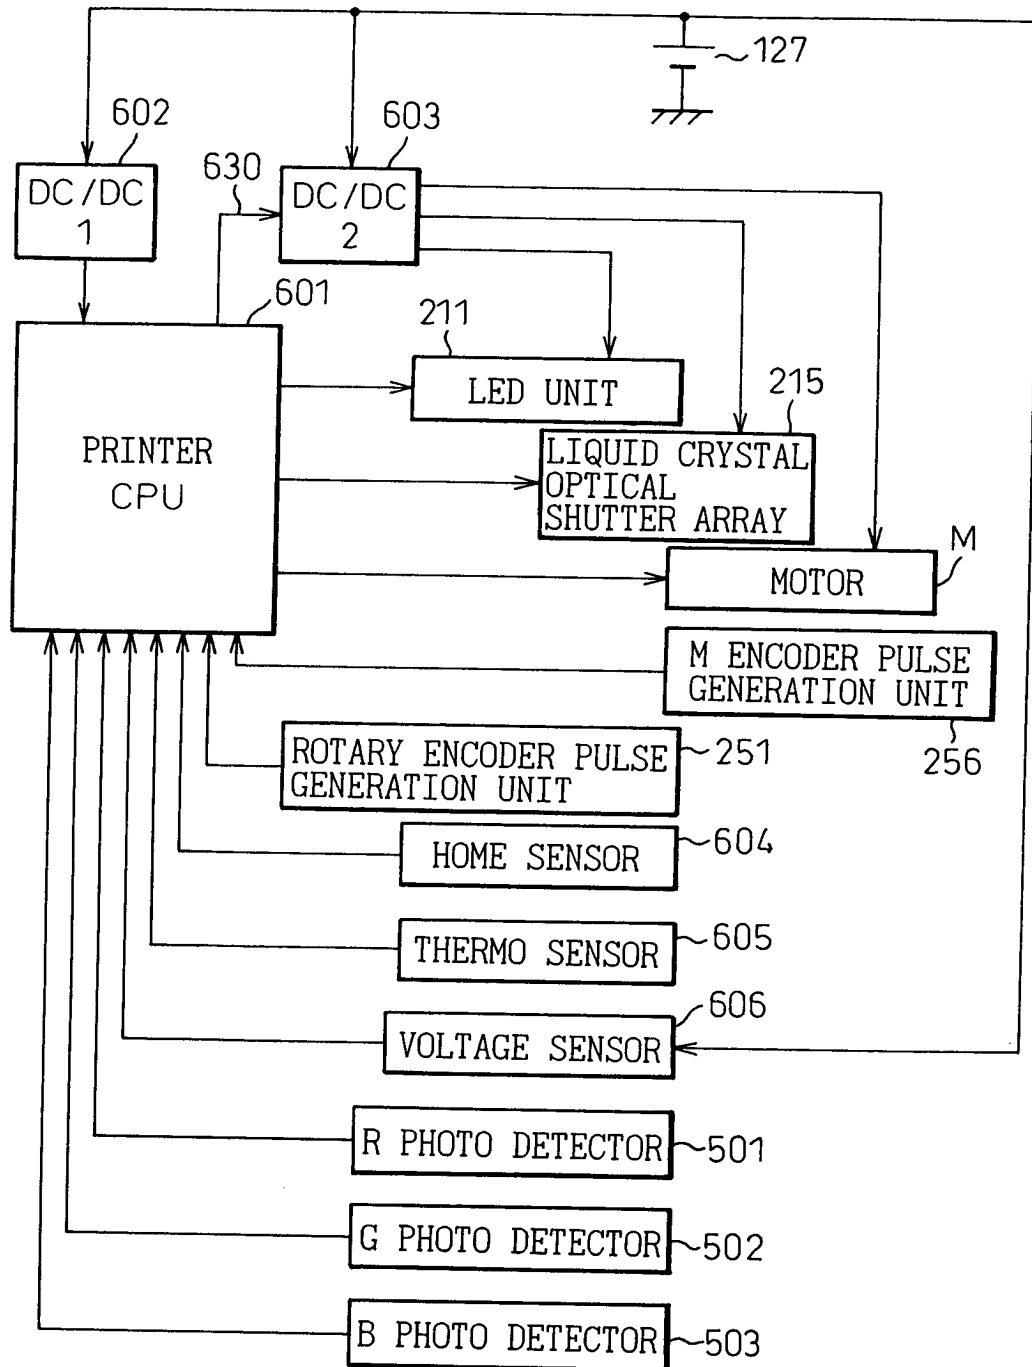 127
602
603
DC/DC
1
630
DC/DC
2
601
211
LED UNIT
215
PRINTER
CPU
LIQUID CRYSTAL
OPTICAL
SHUTTER ARRAY
M
MOTOR
M ENCODER PULSE
GENERATION UNIT
256
ROTARY ENCODER PULSE
GENERATION UNIT
251
HOME SENSOR
604
THERMO SENSOR
605
606
VOLTAGE SENSOR
R PHOTO DETECTOR
501
G PHOTO DETECTOR
502
B PHOTO DETECTOR
503